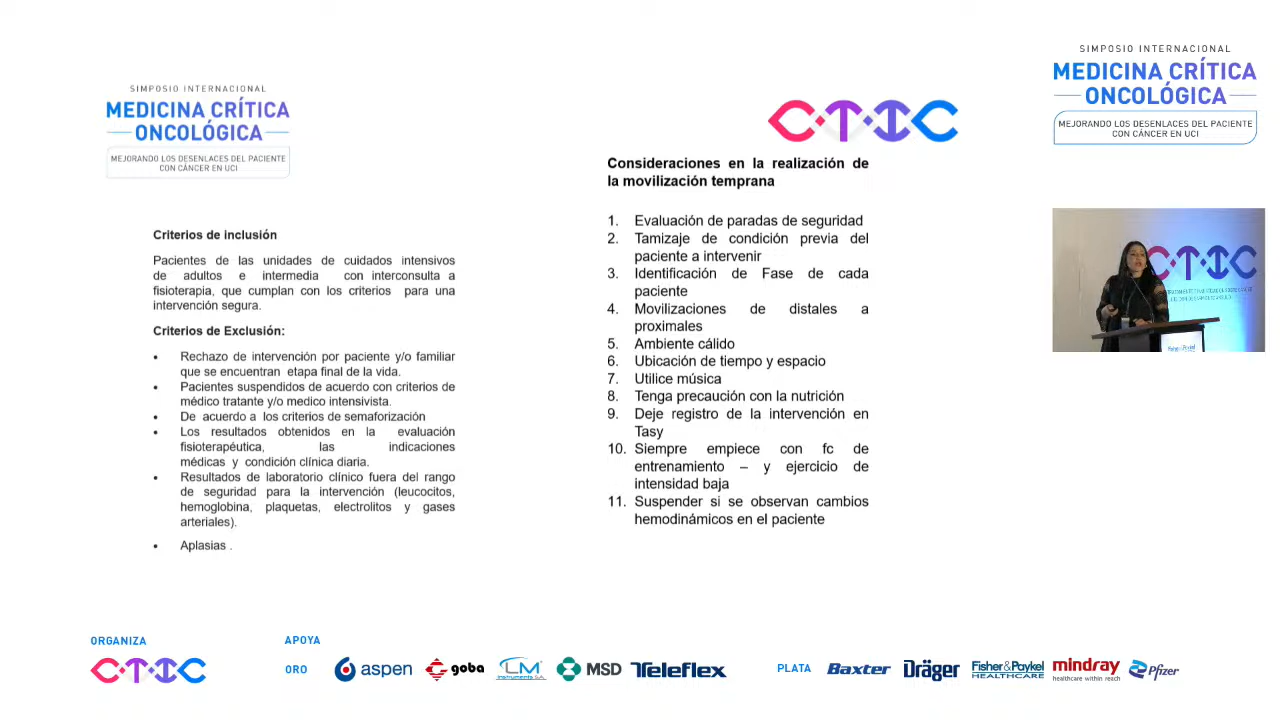 SIMPOSIO INTERNACIONAL
MEDICINA CRÍTICA
ONCOLÓGICA
MEJORANDO LOS DESENLACES DEL PACIENTE
CON CÁNCER EN UCI
Criterios de inclusión
Pacientes de las unidades de cuidados intensivos
de adultos e intermedia con interconsulta a
fisioterapia, que cumplan con los criterios para una
intervención segura.
Criterios de Exclusión:
• Rechazo de intervención por paciente y/o familiar
que se encuentran etapa final de la vida.
• Pacientes suspendidos de acuerdo con criterios de
médico tratante y/o medico intensivista.
• De acuerdo a los criterios de semaforización
• Los resultados obtenidos en la evaluación
fisioterapéutica, las indicaciones
médicas y condición clínica diaria.
• Resultados de laboratorio clínico fuera del rango
de seguridad para la intervención (leucocitos,
hemoglobina, plaquetas, electrolitos y gases
arteriales).
• Aplasias .
CTIC
Consideraciones en la realización de
la movilización temprana
1. Evaluación de paradas de seguridad
2. Tamizaje de condición previa del
paciente a intervenir
3. Identificación de Fase de cada
paciente
4. Movilizaciones de distales a
proximales
5. Ambiente cálido
6. Ubicación de tiempo y espacio
7. Utilice música
8. Tenga precaución con la nutrición
9. Deje registro de la intervención en
Tasy
10. Siempre empiece con fc de
entrenamiento – y ejercicio de
intensidad baja
11. Suspender si se observan cambios
hemodinámicos en el paciente
SIMPOSIO INTERNACIONAL
MEDICINA CRÍTICA
ONCOLÓGICA
MEJORANDO LOS DESENLACES DEL PACIENTE
CON CÁNCER EN UCI
CTIC
ORGANIZA
CTIC
APOYA
ORO
aspen
goba
LM
instruments S.A.
MSD
Teleflex
PLATA
Baxter
Dräger
Fisher&Paykel
HEALTHCARE
mindray
healthcare within reach
Pfizer